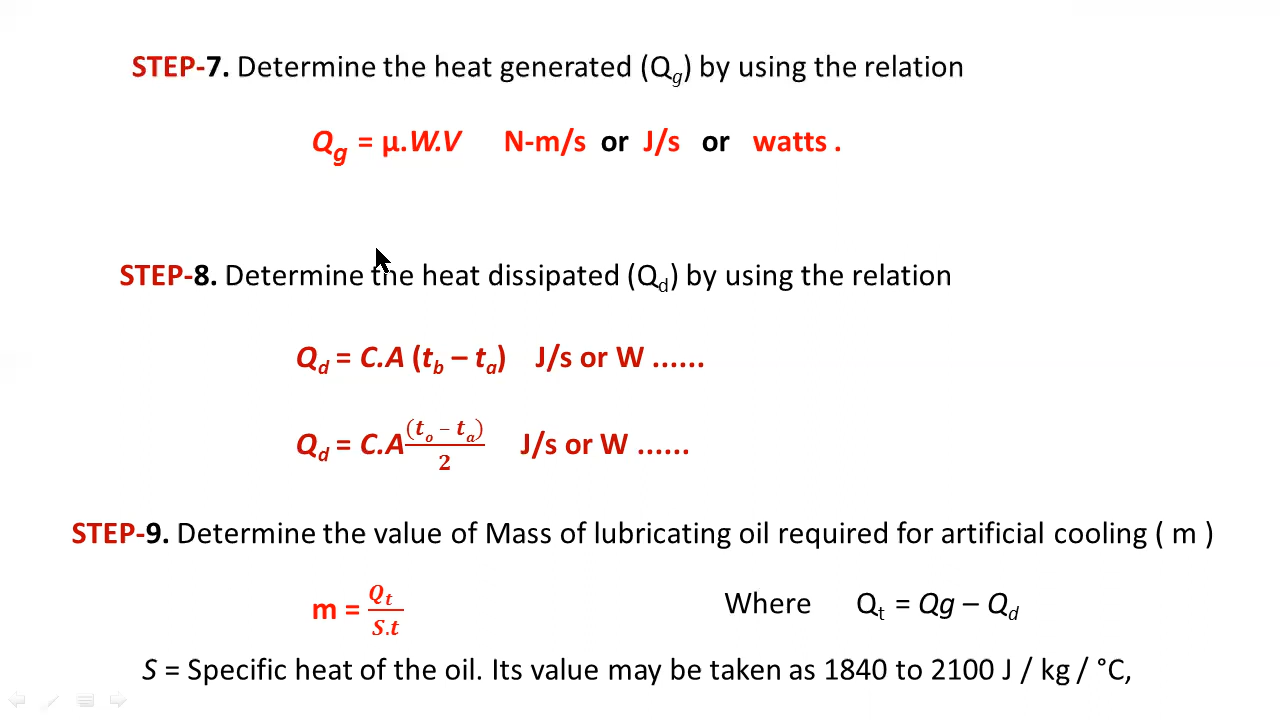 STEP-7. Determine the heat generated (Qg) by using the relation
Qg = µ.W.V N-m/s or J/s or watts .
STEP-8. Determine the heat dissipated (Qd) by using the relation
Qd = C.A (tb – ta) J/s or W ......
Qd = C.A (to – ta)/2 J/s or W ......
STEP-9. Determine the value of Mass of lubricating oil required for artificial cooling ( m )
m = Qt/S.t Where Qt = Qg – Qd
S = Specific heat of the oil. Its value may be taken as 1840 to 2100 J / kg / °C,